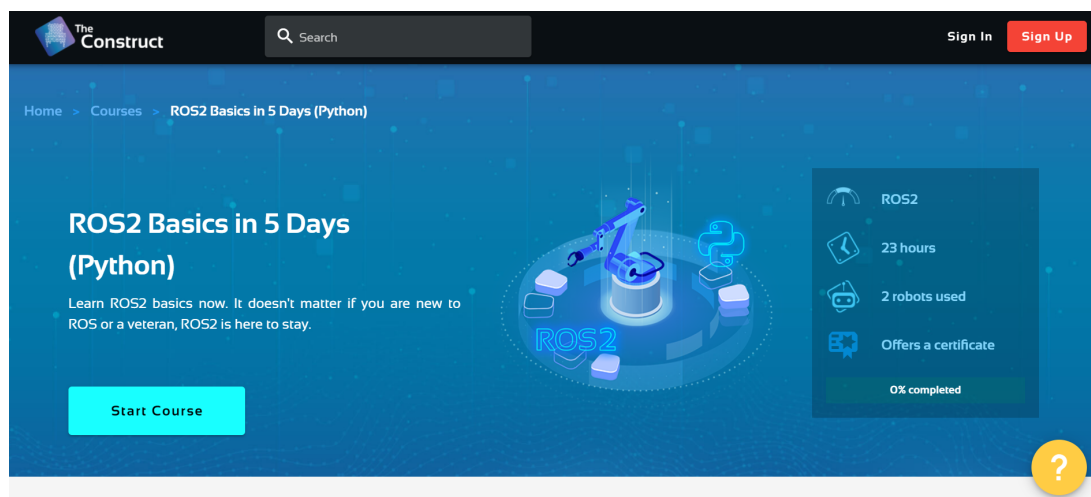 The
Construct
Search
Sign In
Sign Up
Home > Courses > ROS2 Basics in 5 Days (Python)
ROS2 Basics in 5 Days
(Python)
Learn ROS2 basics now. It doesn't matter if you are new to
ROS or a veteran, ROS2 is here to stay.
Start Course
ROS2
ROS2
23 hours
2 robots used
Offers a certificate
0% completed
?